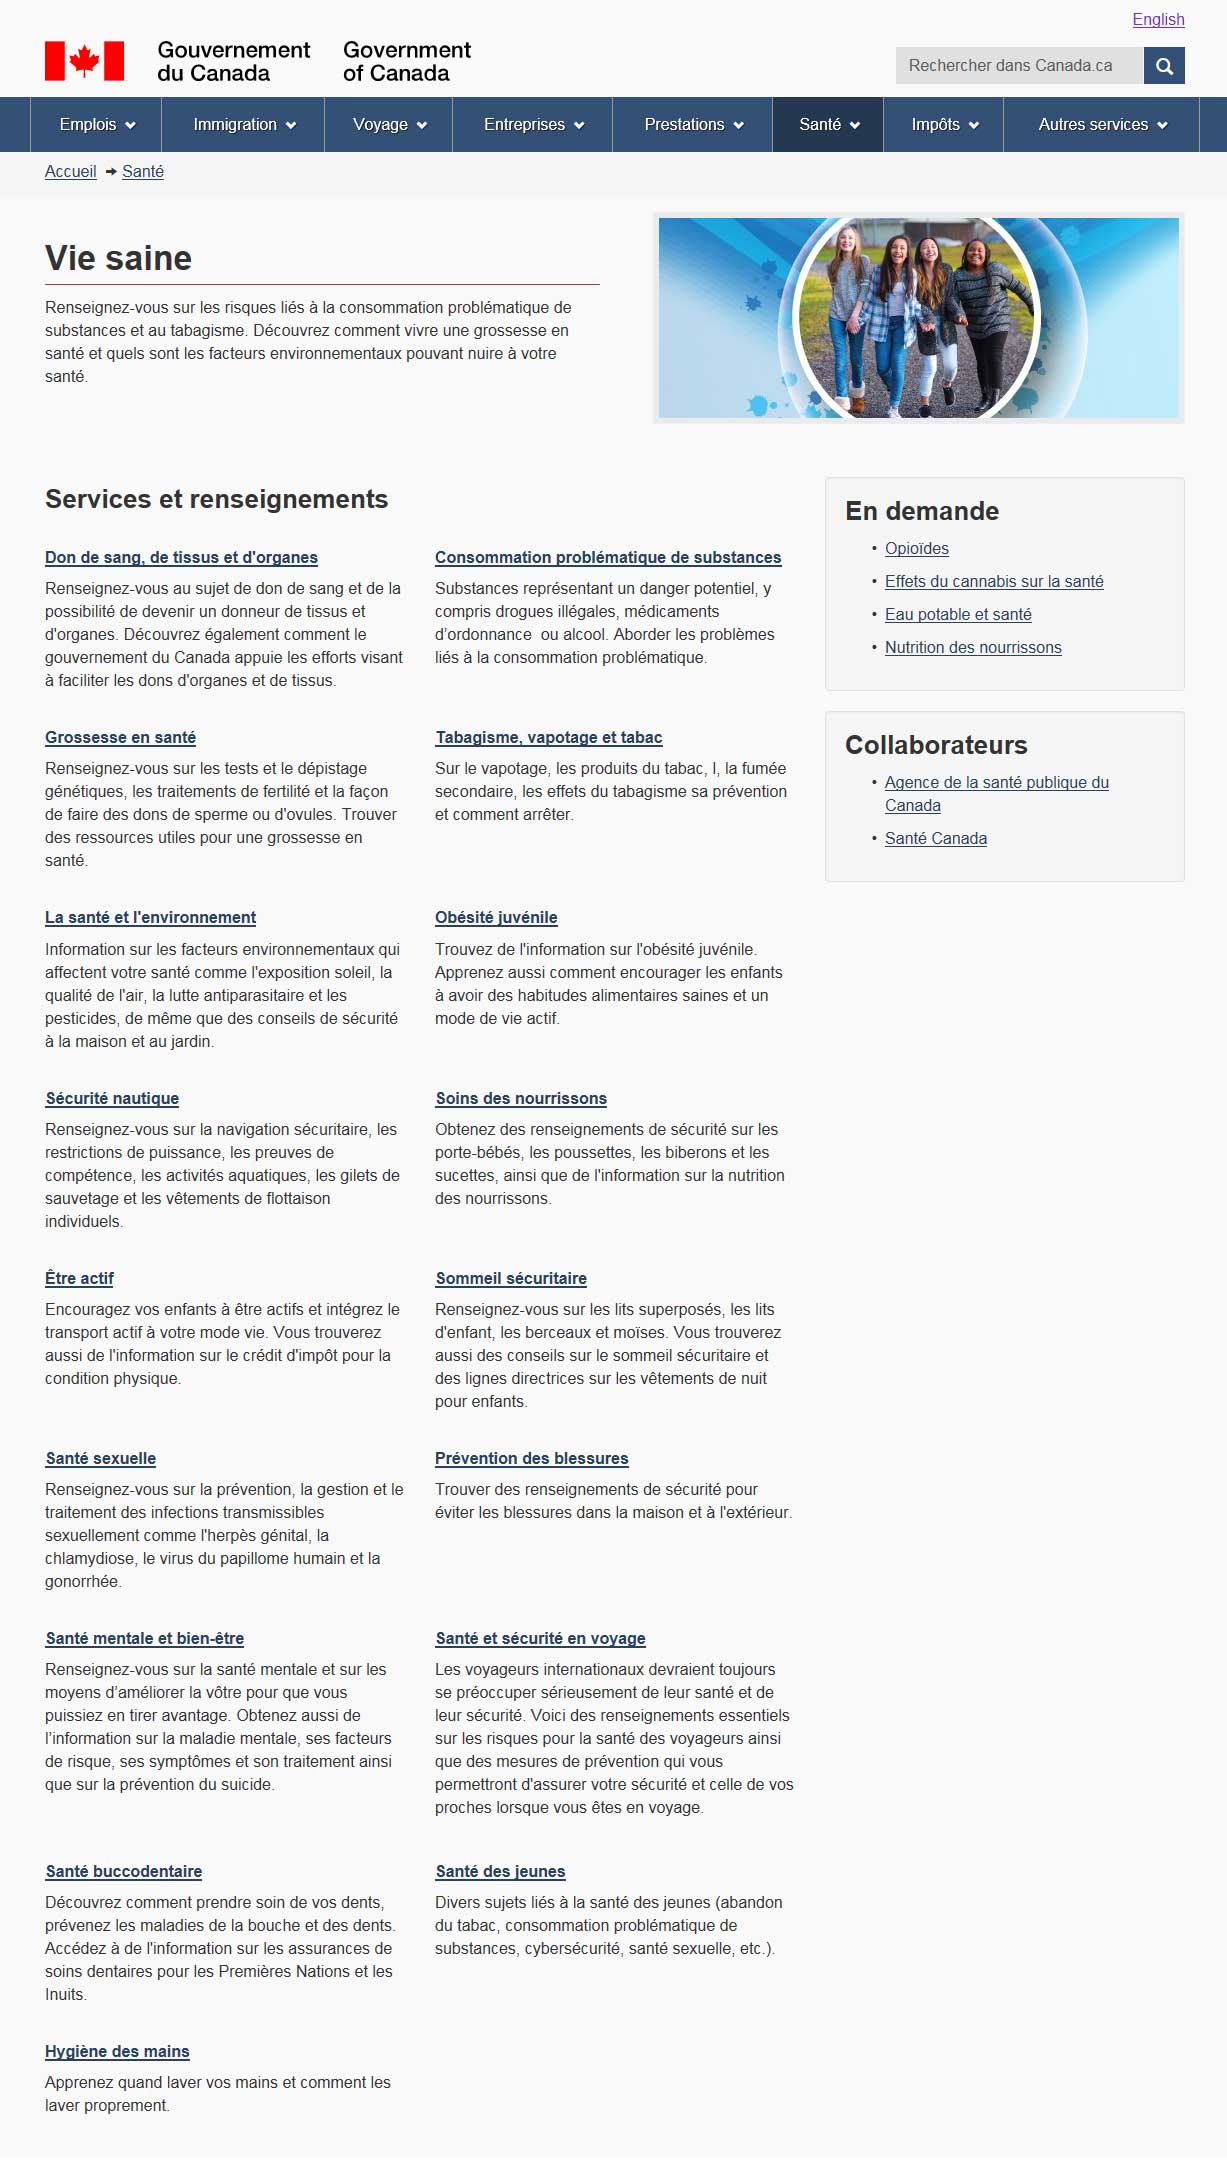 English
Gouvernement
du Canada
Government
of Canada
Rechercher dans Canada.ca
Emplois
Immigration
Voyage
Entreprises
Prestations
Santé
Impôts
Autres services
Accueil
Santé
Vie saine
Renseignez-vous sur les risques liés à la consommation problématique de
substances et au tabagisme. Découvrez comment vivre une grossesse en
santé et quels sont les facteurs environnementaux pouvant nuire à votre
santé.
Services et renseignements
Don de sang, de tissus et d'organes
Renseignez-vous au sujet de don de sang et de la
possibilité de devenir un donneur de tissus et
d'organes. Découvrez également comment le
gouvernement du Canada appuie les efforts visant
à faciliter les dons d'organes et de tissus.
Consommation problématique de substances
Substances représentant un danger potentiel, y
compris drogues illégales, médicaments
d’ordonnance  ou alcool. Aborder les problèmes
liés à la consommation problématique.
Grossesse en santé
Renseignez-vous sur les tests et le dépistage
génétiques, les traitements de fertilité et la façon
de faire des dons de sperme ou d'ovules. Trouver
des ressources utiles pour une grossesse en
santé.
Tabagisme, vapotage et tabac
Sur le vapotage, les produits du tabac, l, la fumée
secondaire, les effets du tabagisme sa prévention
et comment arrêter.
La santé et l'environnement
Information sur les facteurs environnementaux qui
affectent votre santé comme l'exposition soleil, la
qualité de l'air, la lutte antiparasitaire et les
pesticides, de même que des conseils de sécurité
à la maison et au jardin.
Obésité juvénile
Trouvez de l'information sur l'obésité juvénile.
Apprenez aussi comment encourager les enfants
à avoir des habitudes alimentaires saines et un
mode de vie actif.
Sécurité nautique
Renseignez-vous sur la navigation sécuritaire, les
restrictions de puissance, les preuves de
compétence, les activités aquatiques, les gilets de
sauvetage et les vêtements de flottaison
individuels.
Soins des nourrissons
Obtenez des renseignements de sécurité sur les
porte-bébés, les poussettes, les biberons et les
sucettes, ainsi que de l'information sur la nutrition
des nourrissons.
Être actif
Encouragez vos enfants à être actifs et intégrez le
transport actif à votre mode vie. Vous trouverez
aussi de l'information sur le crédit d'impôt pour la
condition physique.
Sommeil sécuritaire
Renseignez-vous sur les lits superposés, les lits
d'enfant, les berceaux et moïses. Vous trouverez
aussi des conseils sur le sommeil sécuritaire et
des lignes directrices sur les vêtements de nuit
pour enfants.
Santé sexuelle
Renseignez-vous sur la prévention, la gestion et le
traitement des infections transmissibles
sexuellement comme l'herpès génital, la
chlamydiose, le virus du papillome humain et la
gonorrhée.
Prévention des blessures
Trouver des renseignements de sécurité pour
éviter les blessures dans la maison et à l'extérieur.
Santé mentale et bien-être
Renseignez-vous sur la santé mentale et sur les
moyens d’améliorer la vôtre pour que vous
puissiez en tirer avantage. Obtenez aussi de
l’information sur la maladie mentale, ses facteurs
de risque, ses symptômes et son traitement ainsi
que sur la prévention du suicide.
Santé et sécurité en voyage
Les voyageurs internationaux devraient toujours
se préoccuper sérieusement de leur santé et de
leur sécurité. Voici des renseignements essentiels
sur les risques pour la santé des voyageurs ainsi
que des mesures de prévention qui vous
permettront d'assurer votre sécurité et celle de vos
proches lorsque vous êtes en voyage.
Santé buccodentaire
Découvrez comment prendre soin de vos dents,
prévenez les maladies de la bouche et des dents.
Accédez à de l'information sur les assurances de
soins dentaires pour les Premières Nations et les
Inuits.
Santé des jeunes
Divers sujets liés à la santé des jeunes (abandon
du tabac, consommation problématique de
substances, cybersécurité, santé sexuelle, etc.).
Hygiène des mains
Apprenez quand laver vos mains et comment les
laver proprement.
En demande
• Opioïdes
• Effets du cannabis sur la santé
• Eau potable et santé
• Nutrition des nourrissons
Collaborateurs
• Agence de la santé publique du
Canada
• Santé Canada